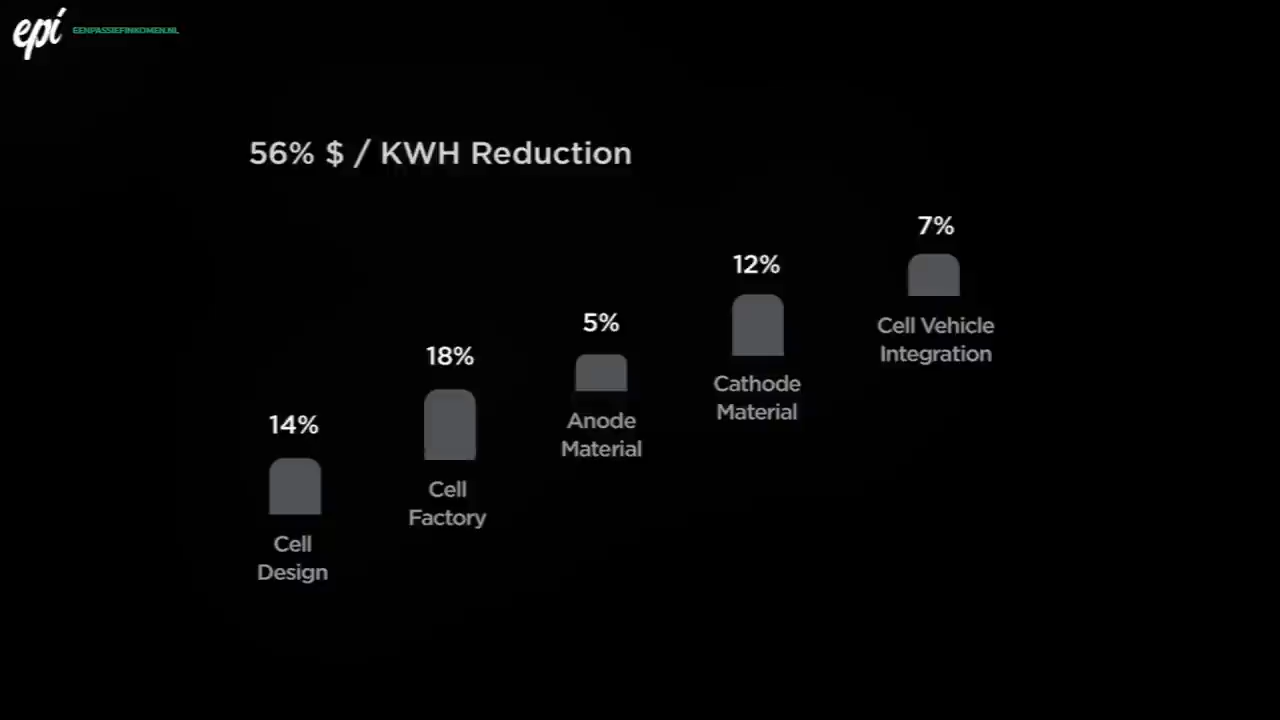 epi
EENPASSIEFINKOMEN.NL
56% $ / KWH Reduction
14%
Cell
Design
18%
Cell
Factory
5%
Anode
Material
12%
Cathode
Material
7%
Cell Vehicle
Integration